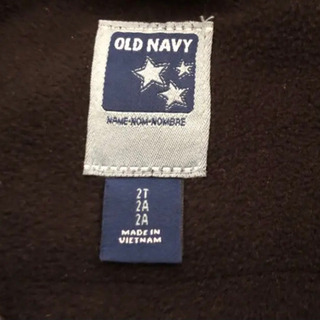 OLD NAVY
NAME-NOM-NOMBRE
2T
2A
2A
MADE IN
VIETNAM